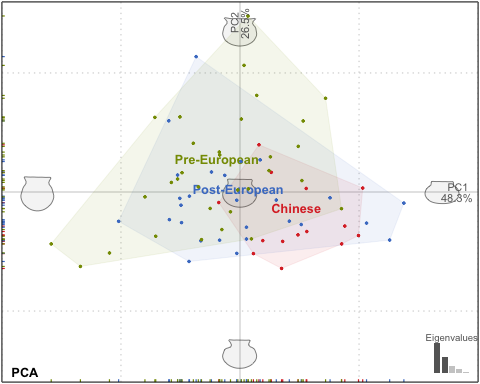 PC2
26.5%
Pre-European
Post-European
PC1
48.3%
Chinese
Eigenvalues
PCA